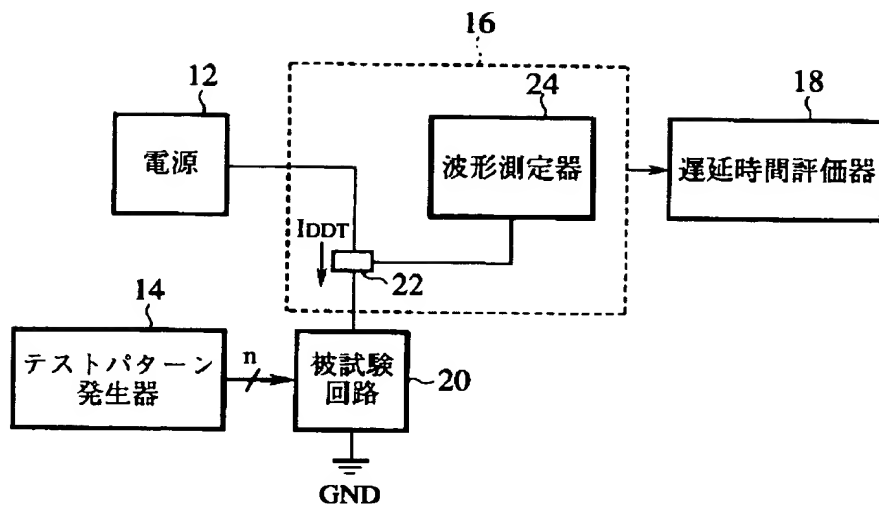 16
12
電源
24
波形測定器
18
遅延時間評価器
IDDT
22
14
テストパターン
発生器
n
被試験
回路
20
GND